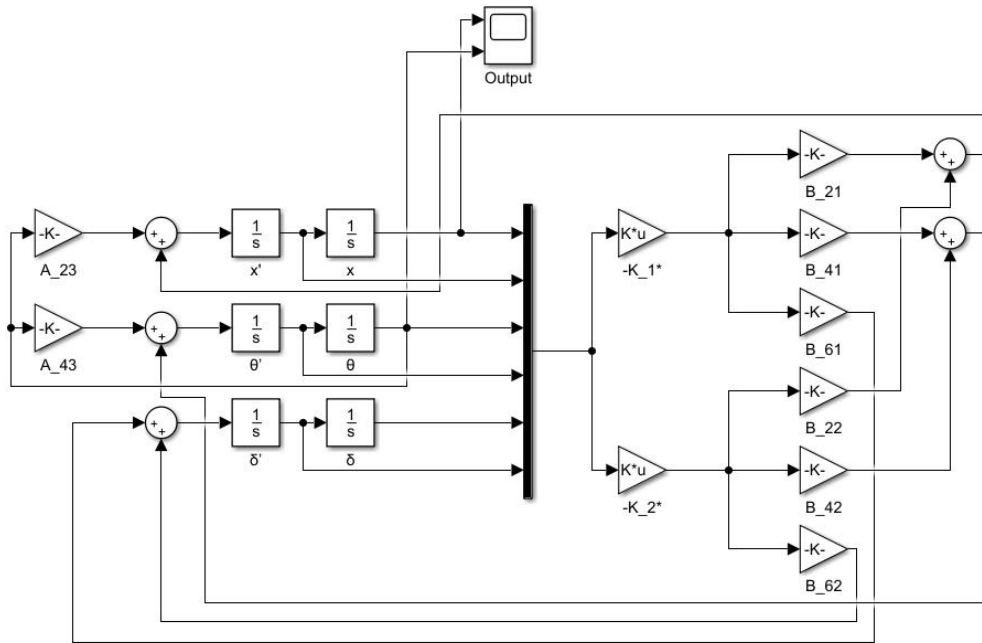 Output
-K-
B_21
-K-
A_23
1
s
x'
1
s
x
K*u
-K_1*
-K-
B_41
-K-
A_43
1
s
θ'
1
s
θ
-K-
B_61
-K-
B_22
1
s
δ'
1
s
δ
K*u
-K_2*
-K-
B_42
-K-
B_62